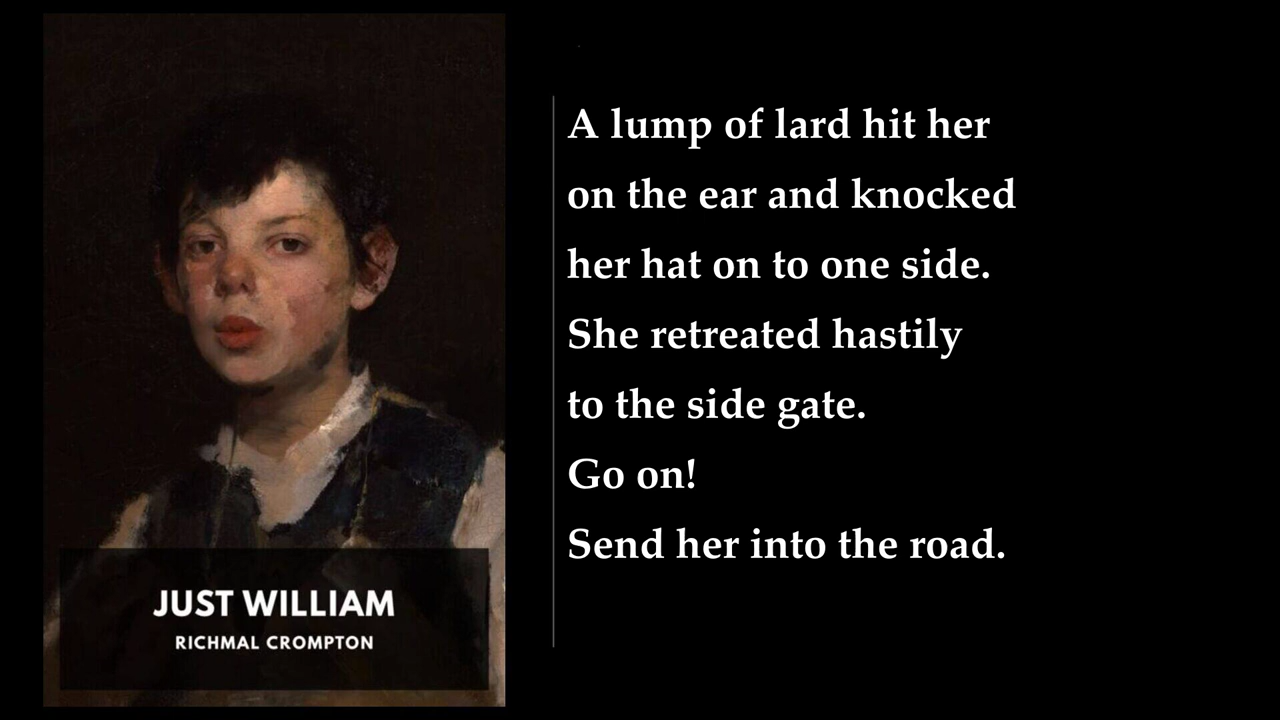 A lump of lard hit her
on the ear and knocked
her hat on to one side.
She retreated hastily
to the side gate.
Go on!
Send her into the road.
JUST WILLIAM
RICHMAL CROMPTON